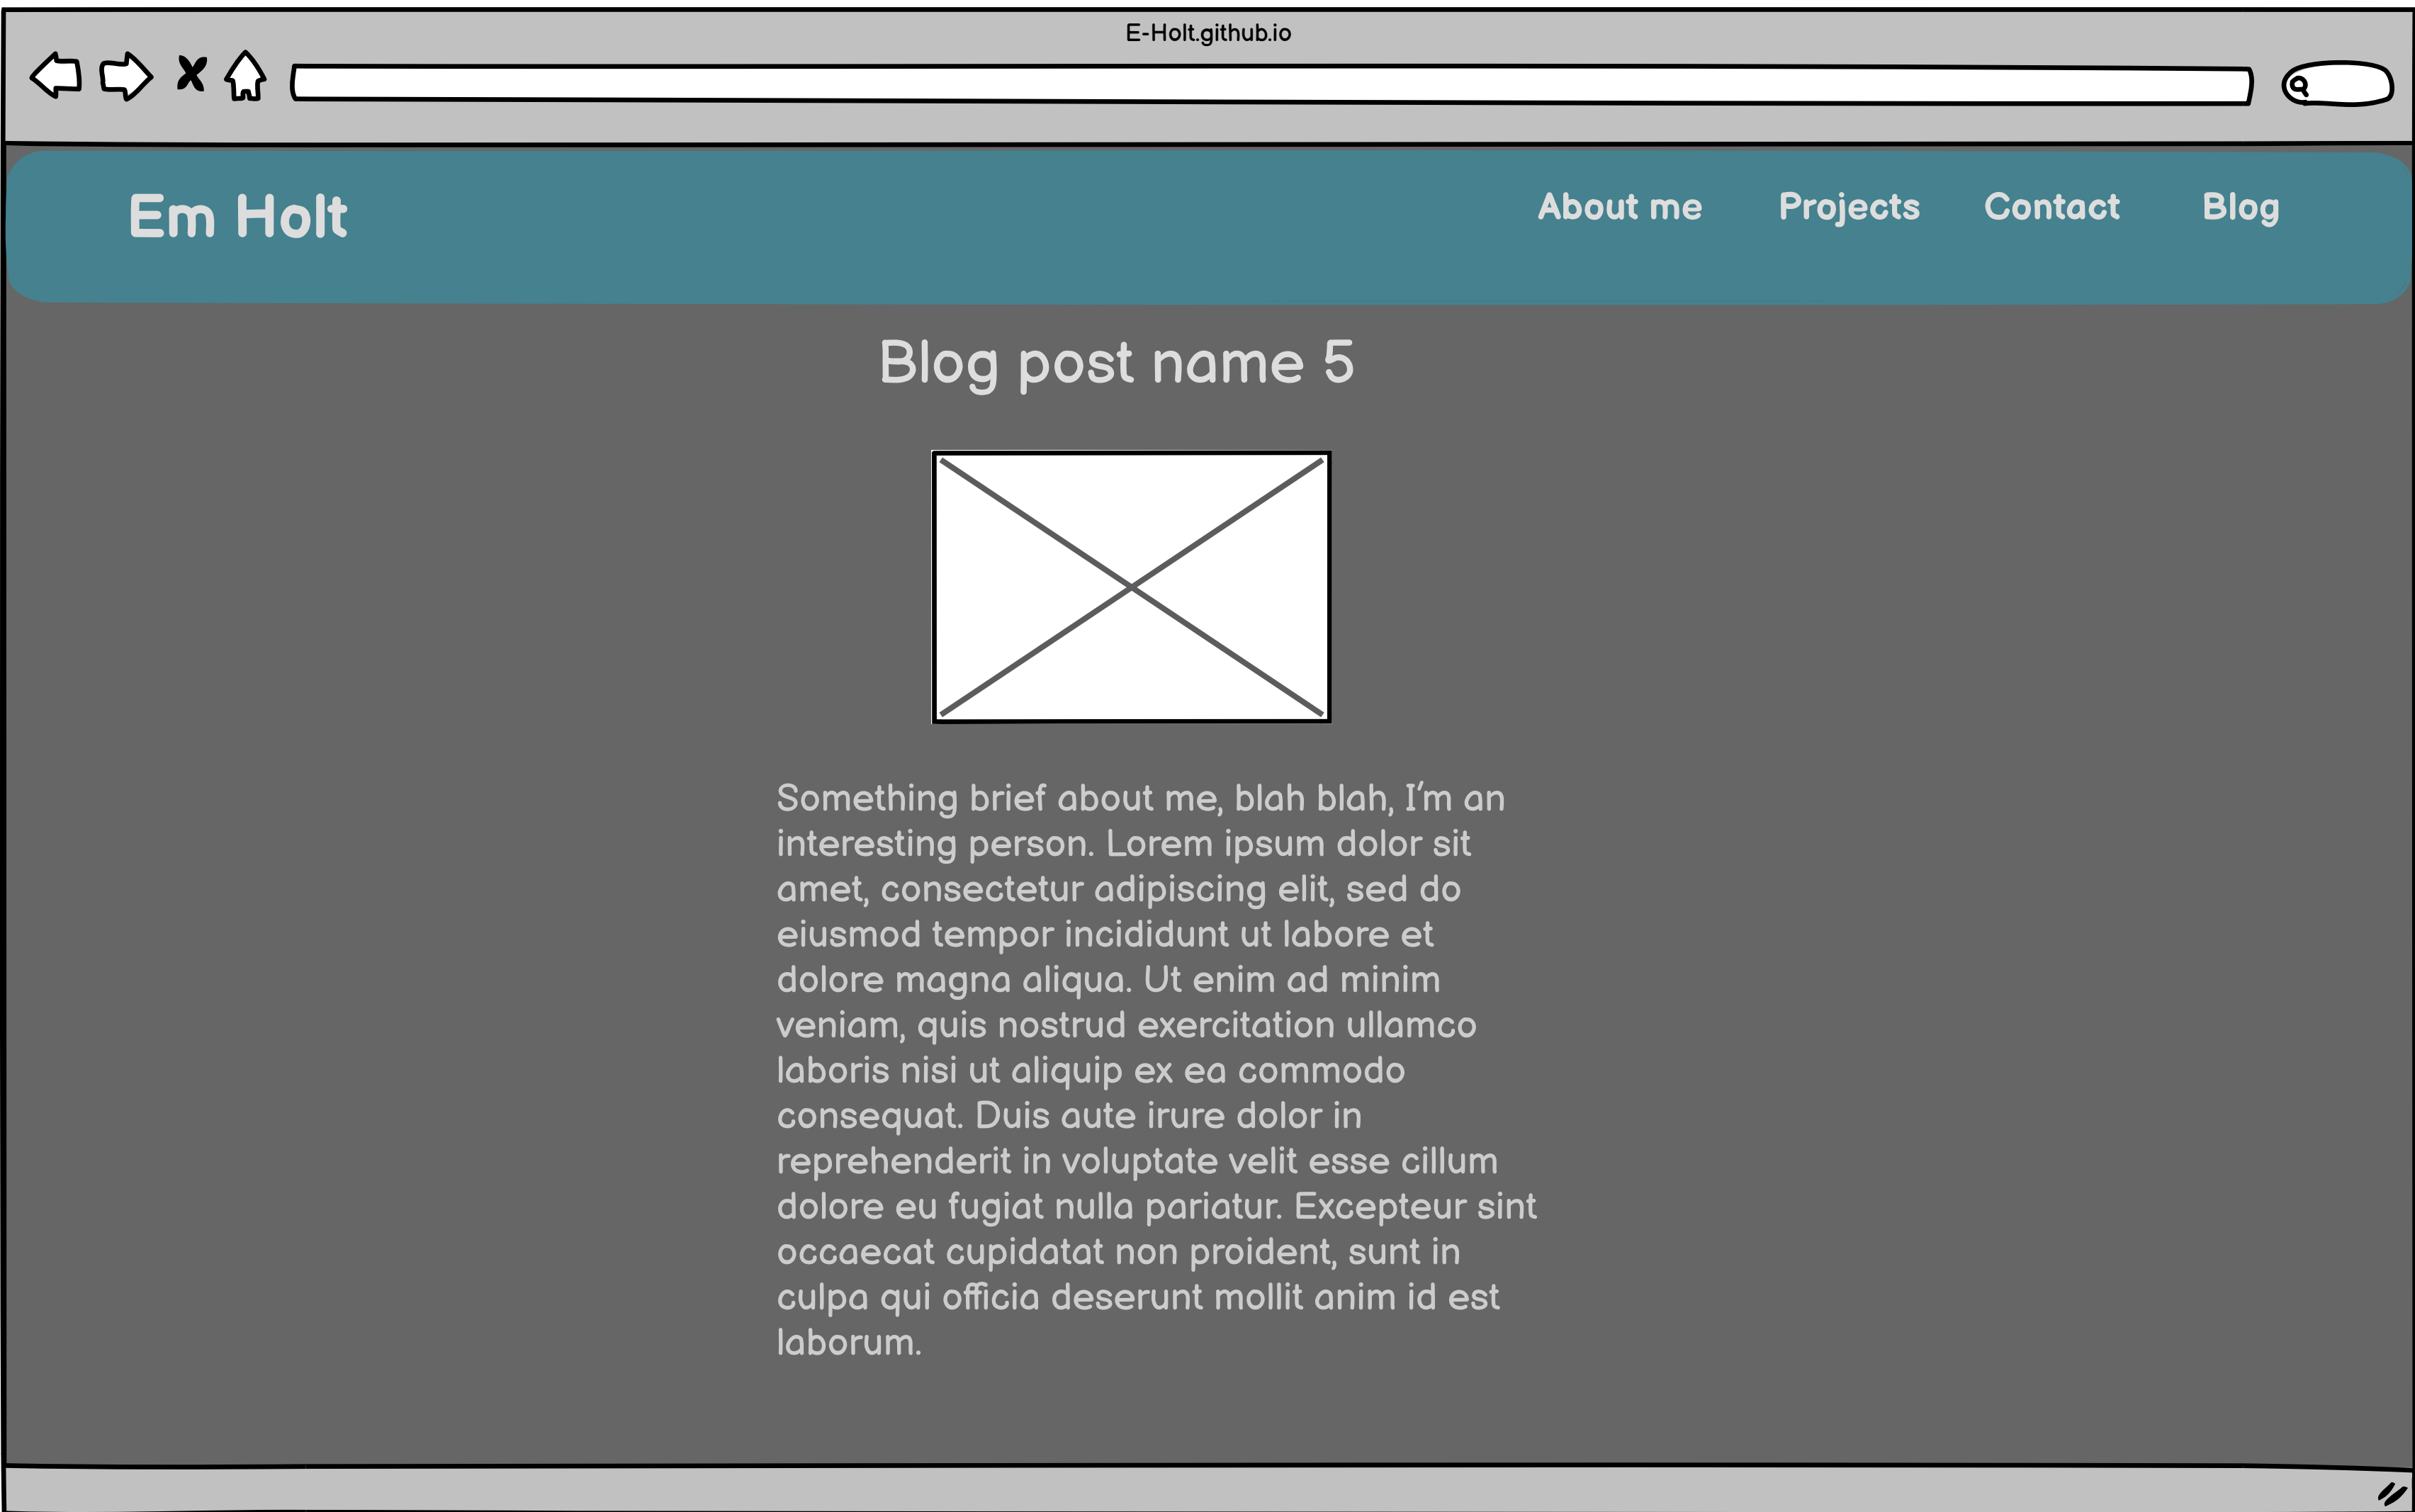 E-Holt.github.io
Em Holt
About me
Projects
Contact
Blog
Blog post name 5
Something brief about me, blah blah, I'm an
interesting person. Lorem ipsum dolor sit
amet, consectetur adipiscing elit, sed do
eiusmod tempor incididunt ut labore et
dolore magna aliqua. Ut enim ad minim
veniam, quis nostrud exercitation ullamco
laboris nisi ut aliquip ex ea commodo
consequat. Duis aute irure dolor in
reprehenderit in voluptate velit esse cillum
dolore eu fugiat nulla pariatur. Excepteur sint
occaecat cupidatat non proident, sunt in
culpa qui officia deserunt mollit anim id est
laborum.